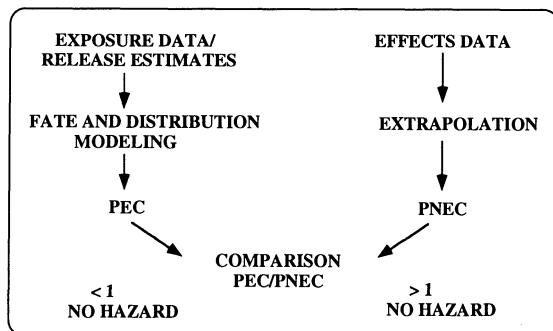 EXPOSURE DATA/
RELEASE ESTIMATES
FATE AND DISTRIBUTION
MODELING
PEC
EFFECTS DATA
EXTRAPOLATION
PNEC
COMPARISON
PEC/PNEC
< 1
NO HAZARD
> 1
NO HAZARD